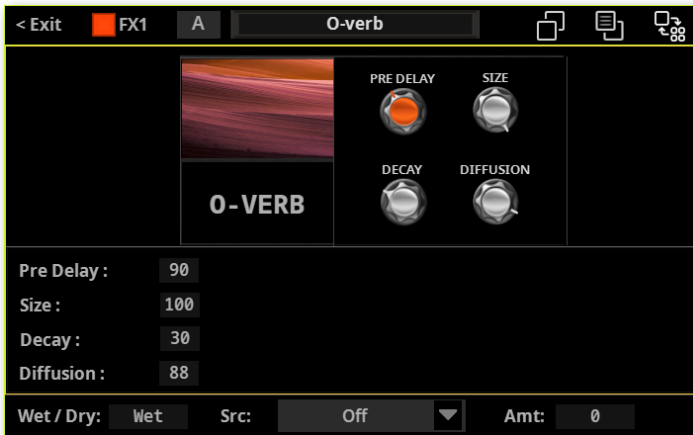 < Exit FX1 A O-verb
PRE DELAY SIZE
DECAY DIFFUSION
O-VERB
Pre Delay : 90
Size : 100
Decay : 30
Diffusion : 88
Wet / Dry: Wet Src: Off Amt: 0